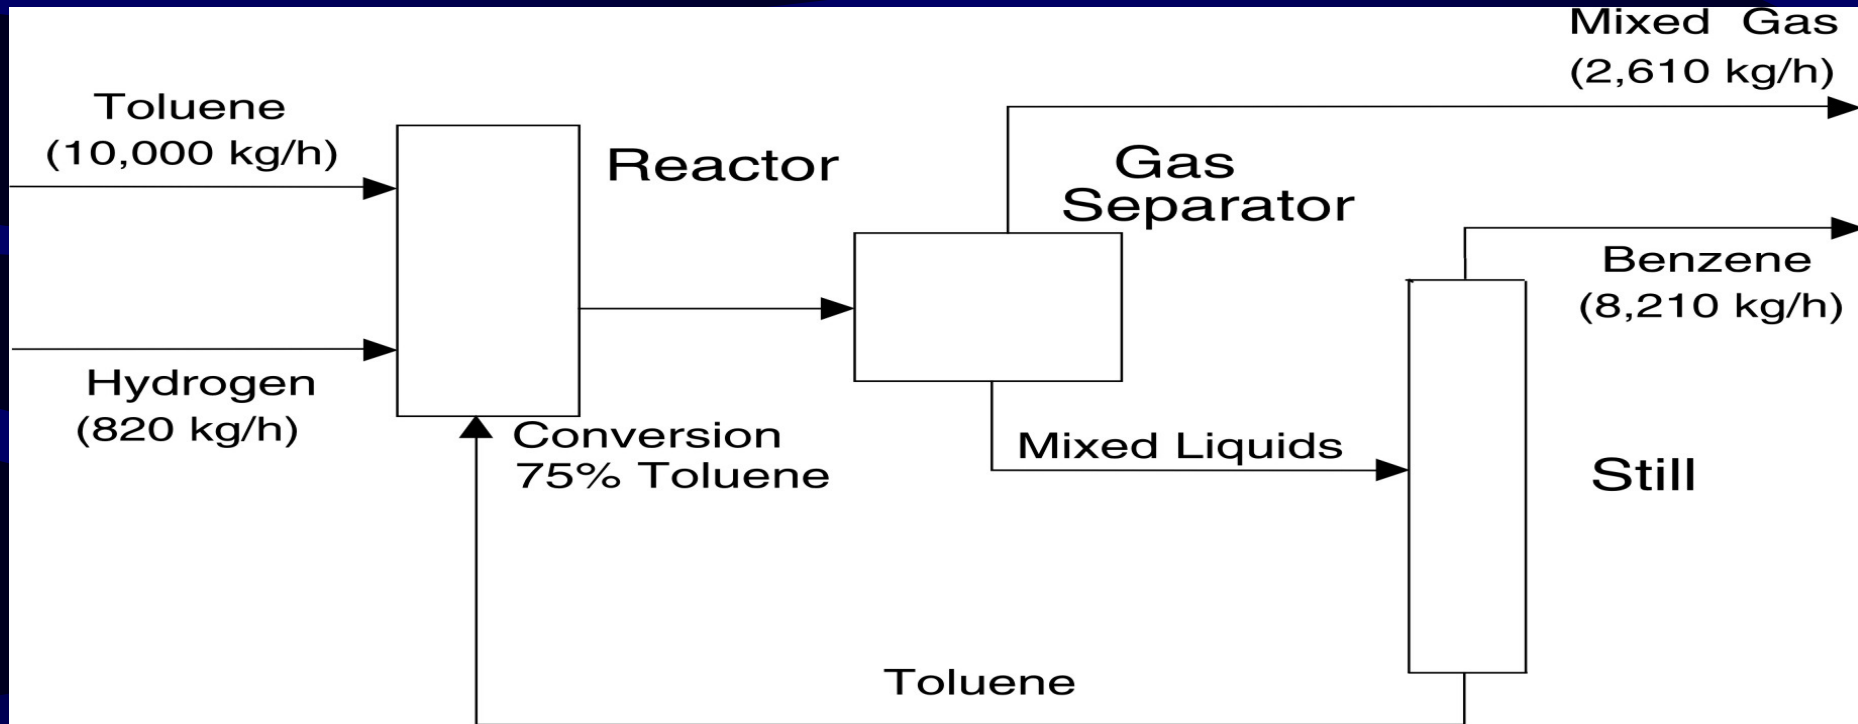 Mixed Gas
(2,610 kg/h)
Toluene
(10,000 kg/h)
Reactor
Gas
Separator
Benzene
(8,210 kg/h)
Hydrogen
(820 kg/h)
Conversion
75% Toluene
Mixed Liquids
Still
Toluene